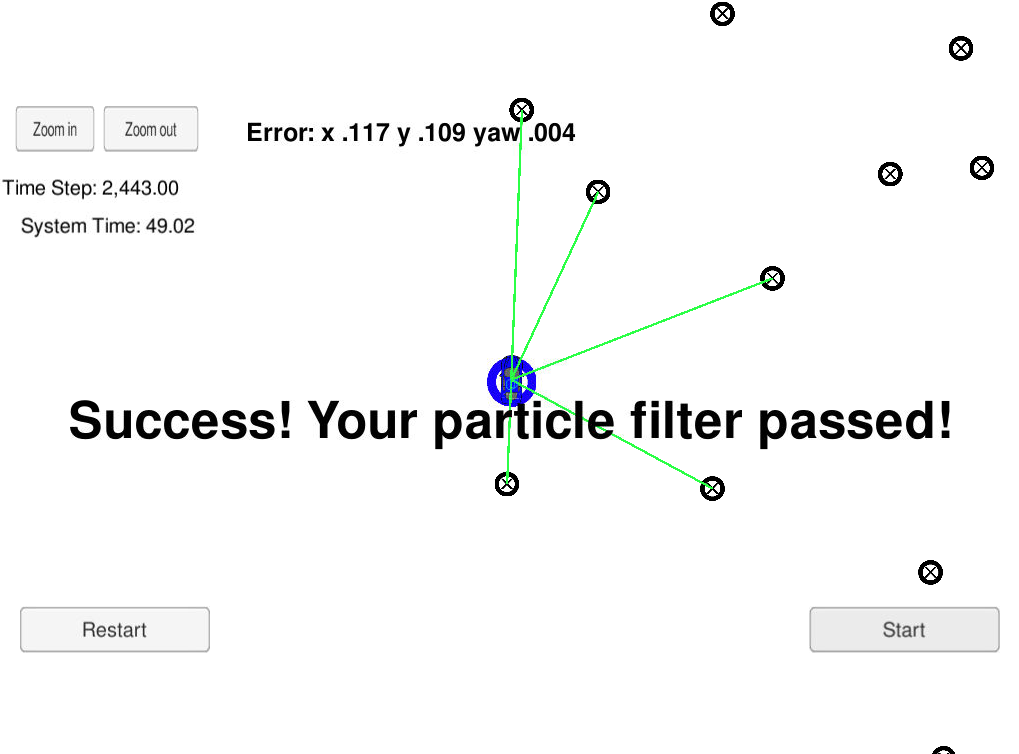 Zoom in Zoom out
Error: x .117 y .109 yaw .004
Time Step: 2,443.00
System Time: 49.02
Success! Your particle filter passed!
Restart
Start